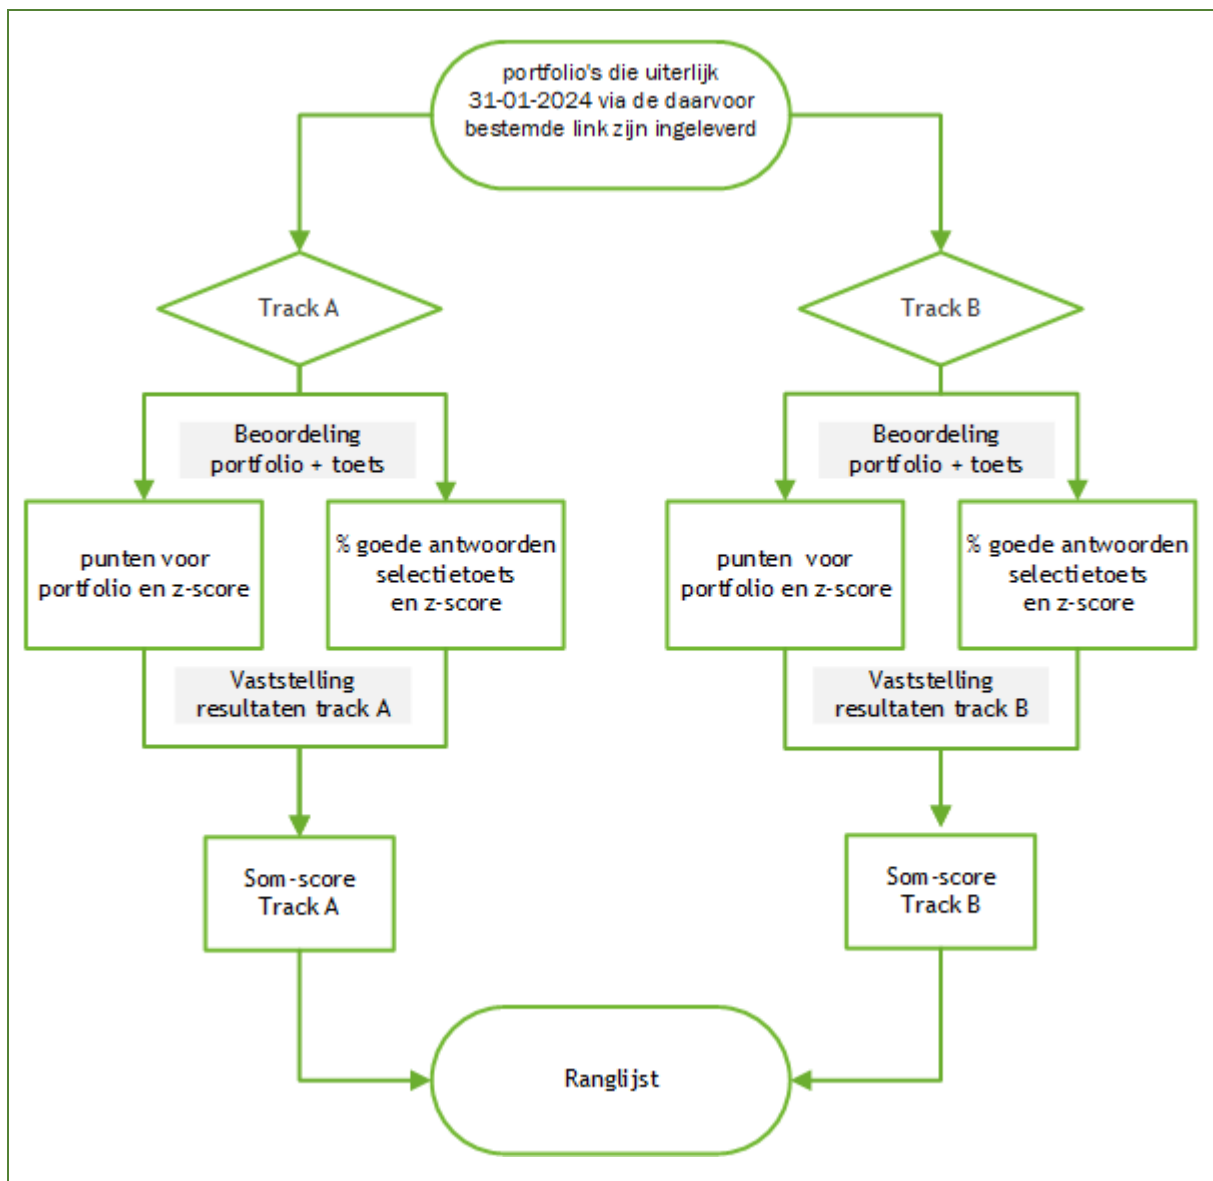 portfolio's die uiterlijk
31-01-2024 via de daarvoor
bestemde link zijn ingeleverd
Track A
Track B
Beoordeling
portfolio + toets
Beoordeling
portfolio + toets
punten voor
portfolio en z-score
% goede antwoorden
selectietoets
en z-score
punten voor
portfolio en z-score
% goede antwoorden
selectietoets
en z-score
Vaststelling
resultaten track A
Vaststelling
resultaten track B
Som-score
Track A
Som-score
Track B
Ranglijst